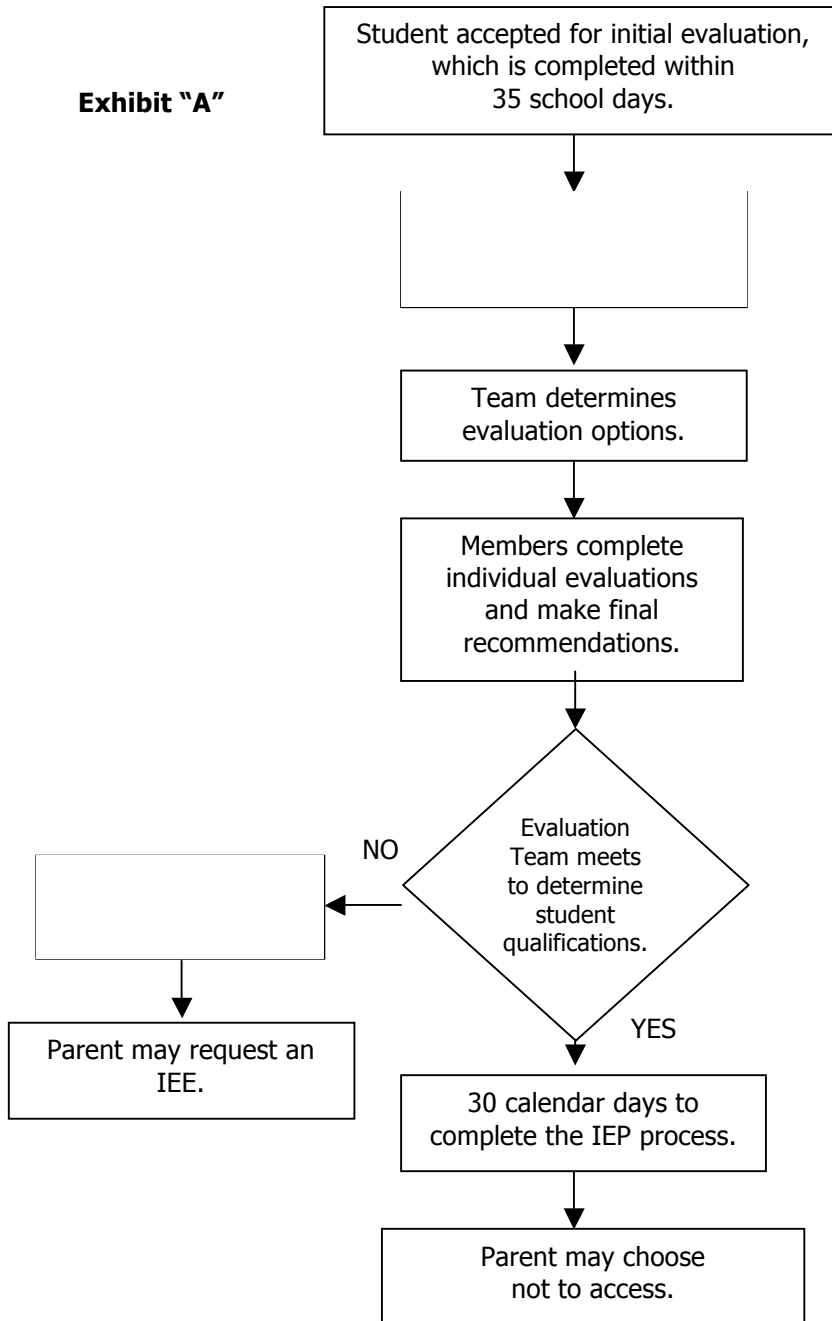 Student accepted for initial evaluation,
which is completed within
35 school days.
Exhibit “A”
Team determines
evaluation options.
Members complete
individual evaluations
and make final
recommendations.
Evaluation
Team meets
to determine
student
qualifications.
NO
YES
Parent may request an
IEE.
30 calendar days to
complete the IEP process.
Parent may choose
not to access.